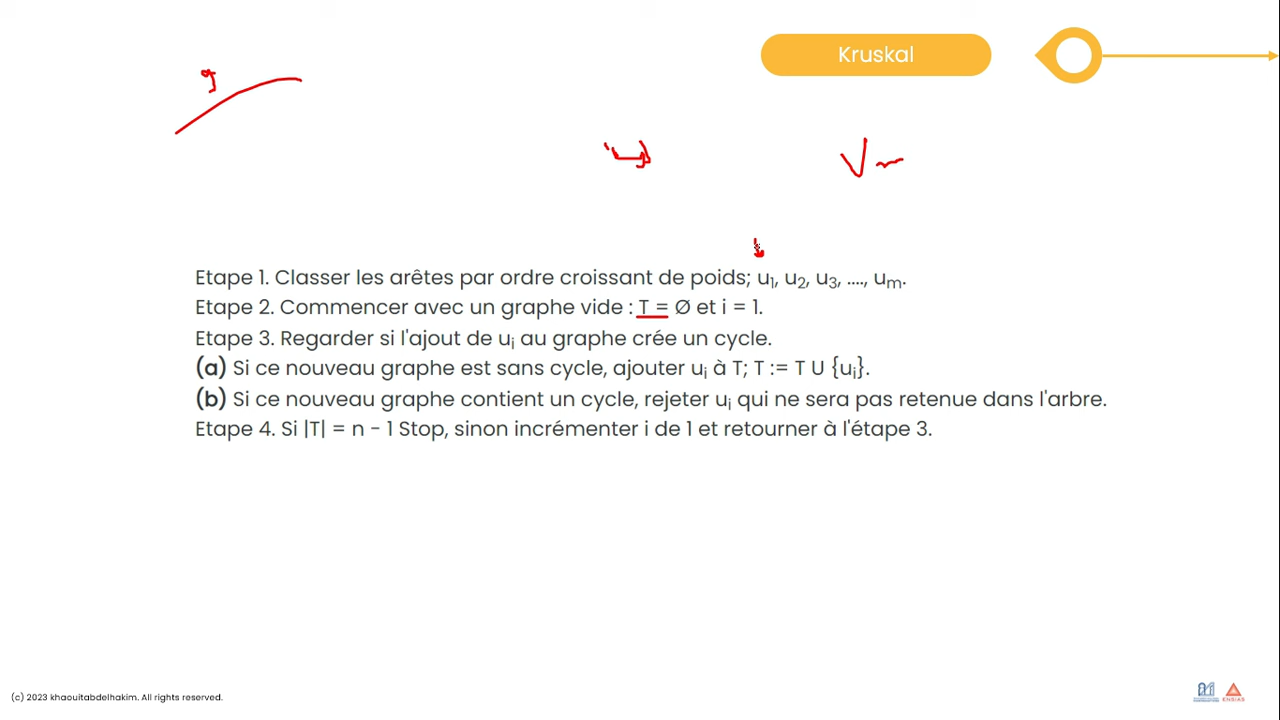 Kruskal
Etape 1. Classer les arêtes par ordre croissant de poids; u₁, u₂, u₃, ...., uₘ.
Etape 2. Commencer avec un graphe vide : T = Ø et i = 1.
Etape 3. Regarder si l'ajout de uᵢ au graphe crée un cycle.
(a) Si ce nouveau graphe est sans cycle, ajouter uᵢ à T; T := T U {uᵢ}.
(b) Si ce nouveau graphe contient un cycle, rejeter uᵢ qui ne sera pas retenue dans l'arbre.
Etape 4. Si |T| = n - 1 Stop, sinon incrémenter i de 1 et retourner à l'étape 3.
(c) 2023 khaouitabdelhakim. All rights reserved.
ENSIAS